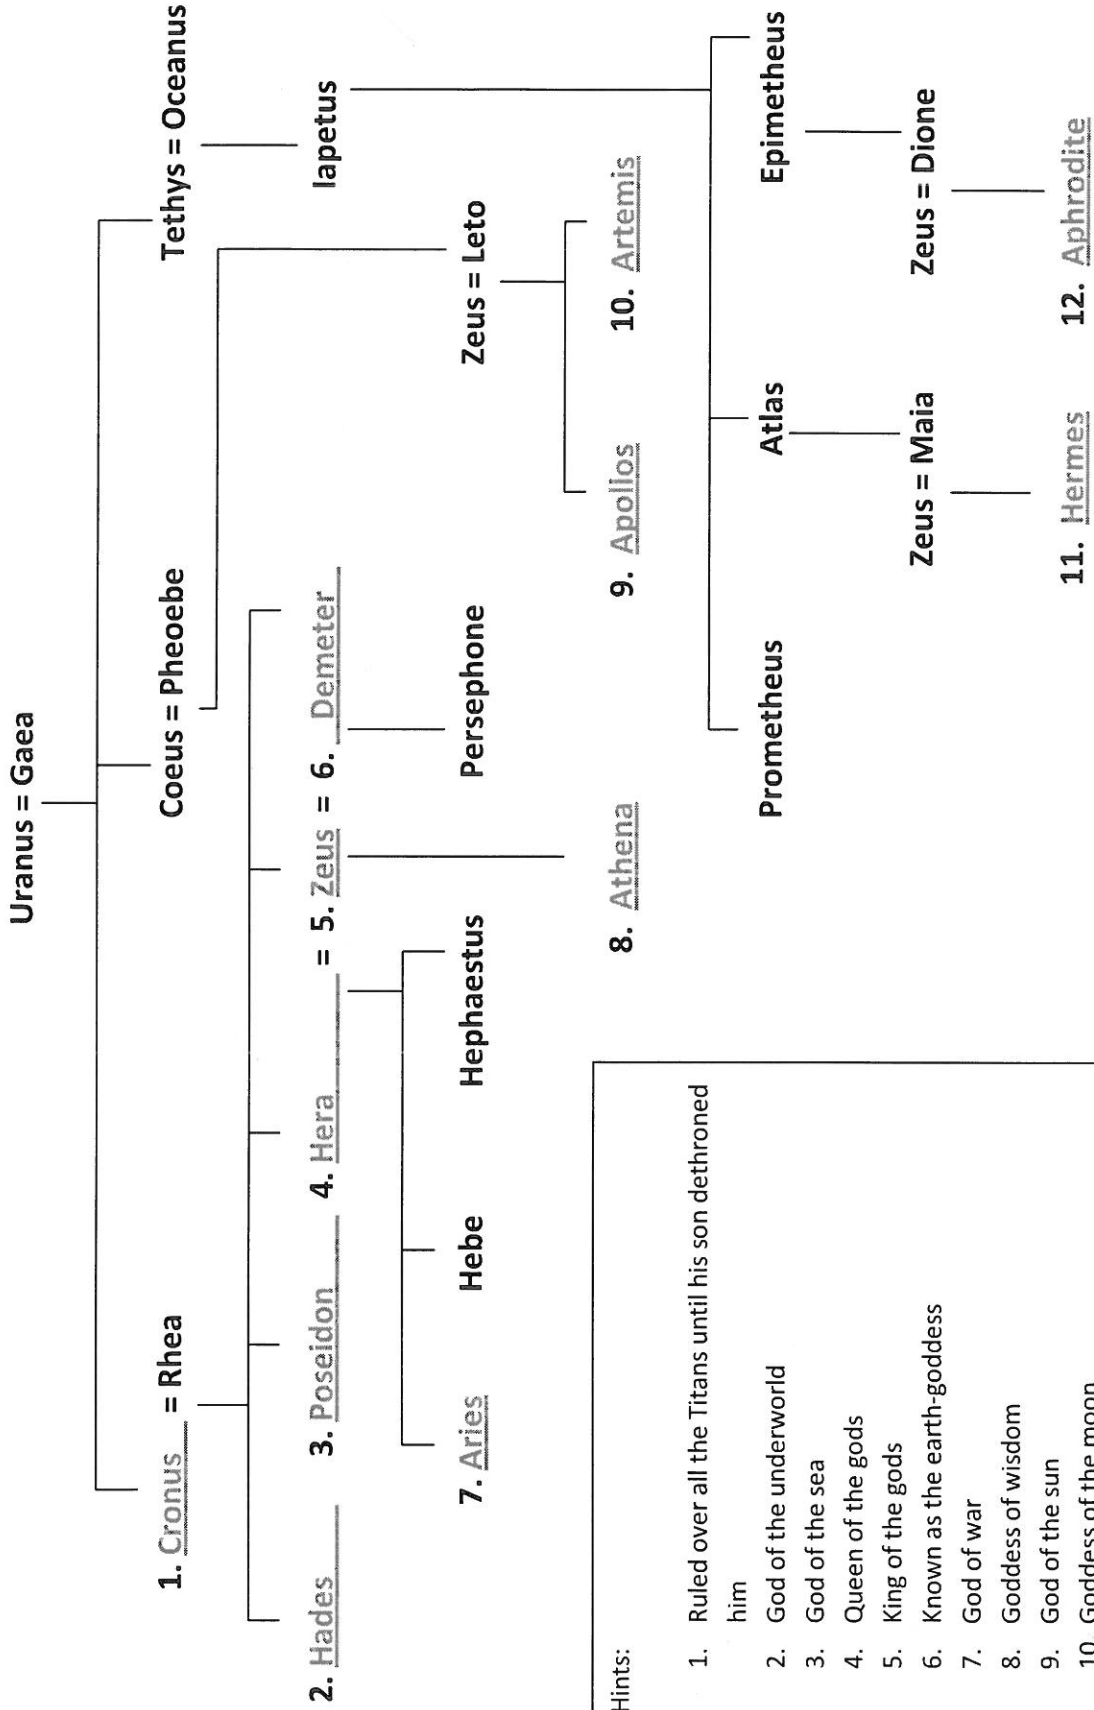 Uranus = Gaea
1. Cronus = Rhea
Coeus = Pheoebe
Tethys = Oceanus
2. Hades
3. Poseidon
4. Hera = 5. Zeus = 6. Demeter
Iapetus
7. Aries
Hebe
Hephaestus
Persephone
Zeus = Leto
8. Athena
9. Apollos
10. Artemis
Prometheus
Atlas
Epimetheus
Zeus = Maia
Zeus = Dione
11. Hermes
12. Aphrodite
Hints:
1. Ruled over all the Titans until his son dethroned
him
2. God of the underworld
3. God of the sea
4. Queen of the gods
5. King of the gods
6. Known as the earth-goddess
7. God of war
8. Goddess of wisdom
9. God of the sun
10. Goddess of the moon